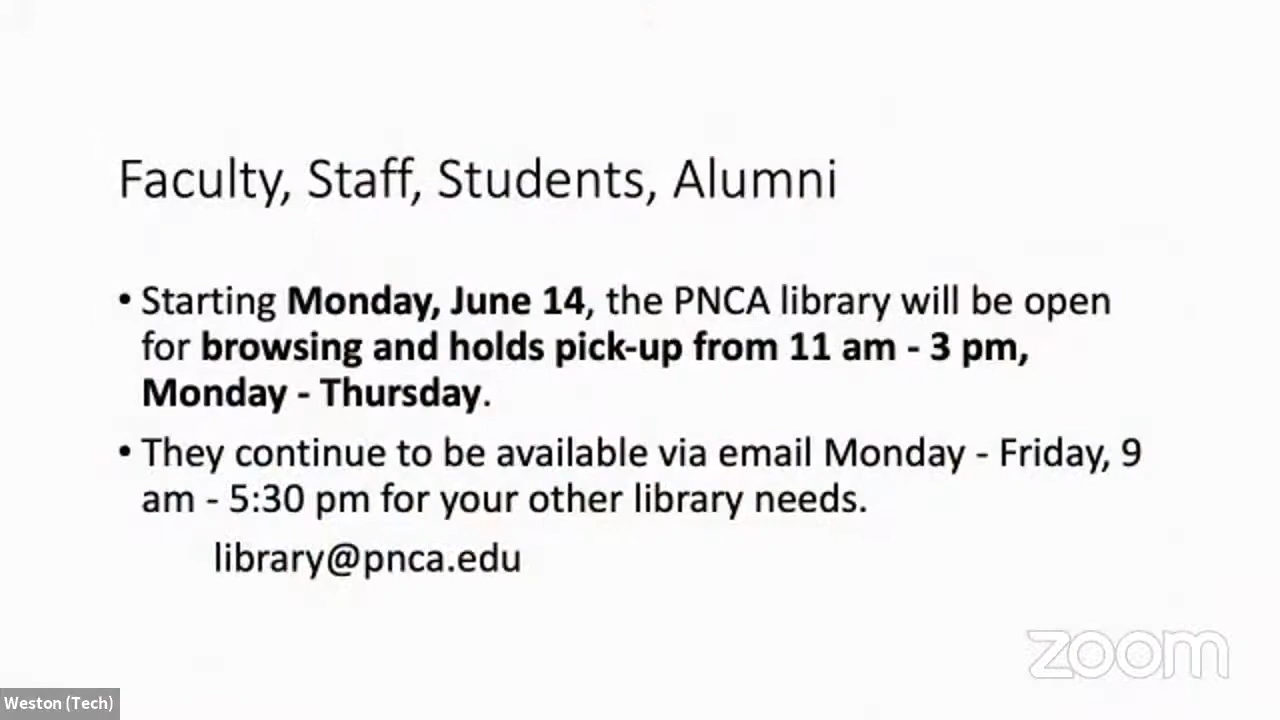 Faculty, Staff, Students, Alumni
• Starting Monday, June 14, the PNCA library will be open
for browsing and holds pick-up from 11 am - 3 pm,
Monday - Thursday.
• They continue to be available via email Monday - Friday, 9
am - 5:30 pm for your other library needs.
library@pnca.edu
zoom
Weston (Tech)